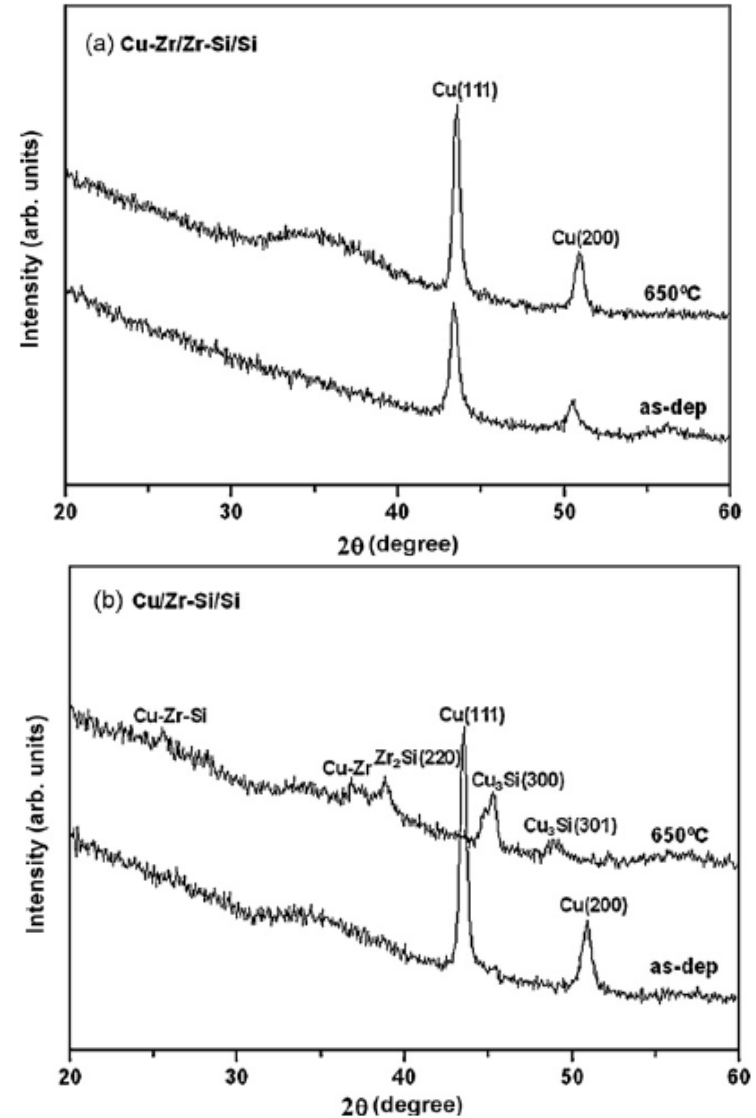 (a) Cu-Zr/Zr-Si/Si
Cu(111)
Cu(200)
650ºC
as-dep
Intensity (arb. units)
20 30 40 50 60
2θ (degree)
(b) Cu/Zr-Si/Si
Cu-Zr-Si
Cu(111)
Cu-Zr Zr₂Si(220)
Cu₃Si(300)
Cu₃Si(301)
650ºC
Cu(200)
as-dep
Intensity (arb. units)
20 30 40 50 60
2θ (degree)